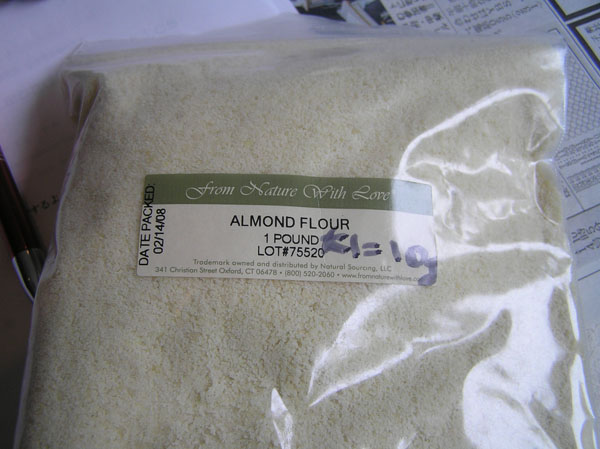 From Nature With Love
ALMOND FLOUR
1 POUND
LOT#75520
Trademark owned and distributed by Natural Sourcing, LLC
341 Christian Street Oxford, CT 06478 • (800) 520-2060 • www.fromnaturewithlove.com
DATE PACKED:
02/14/08